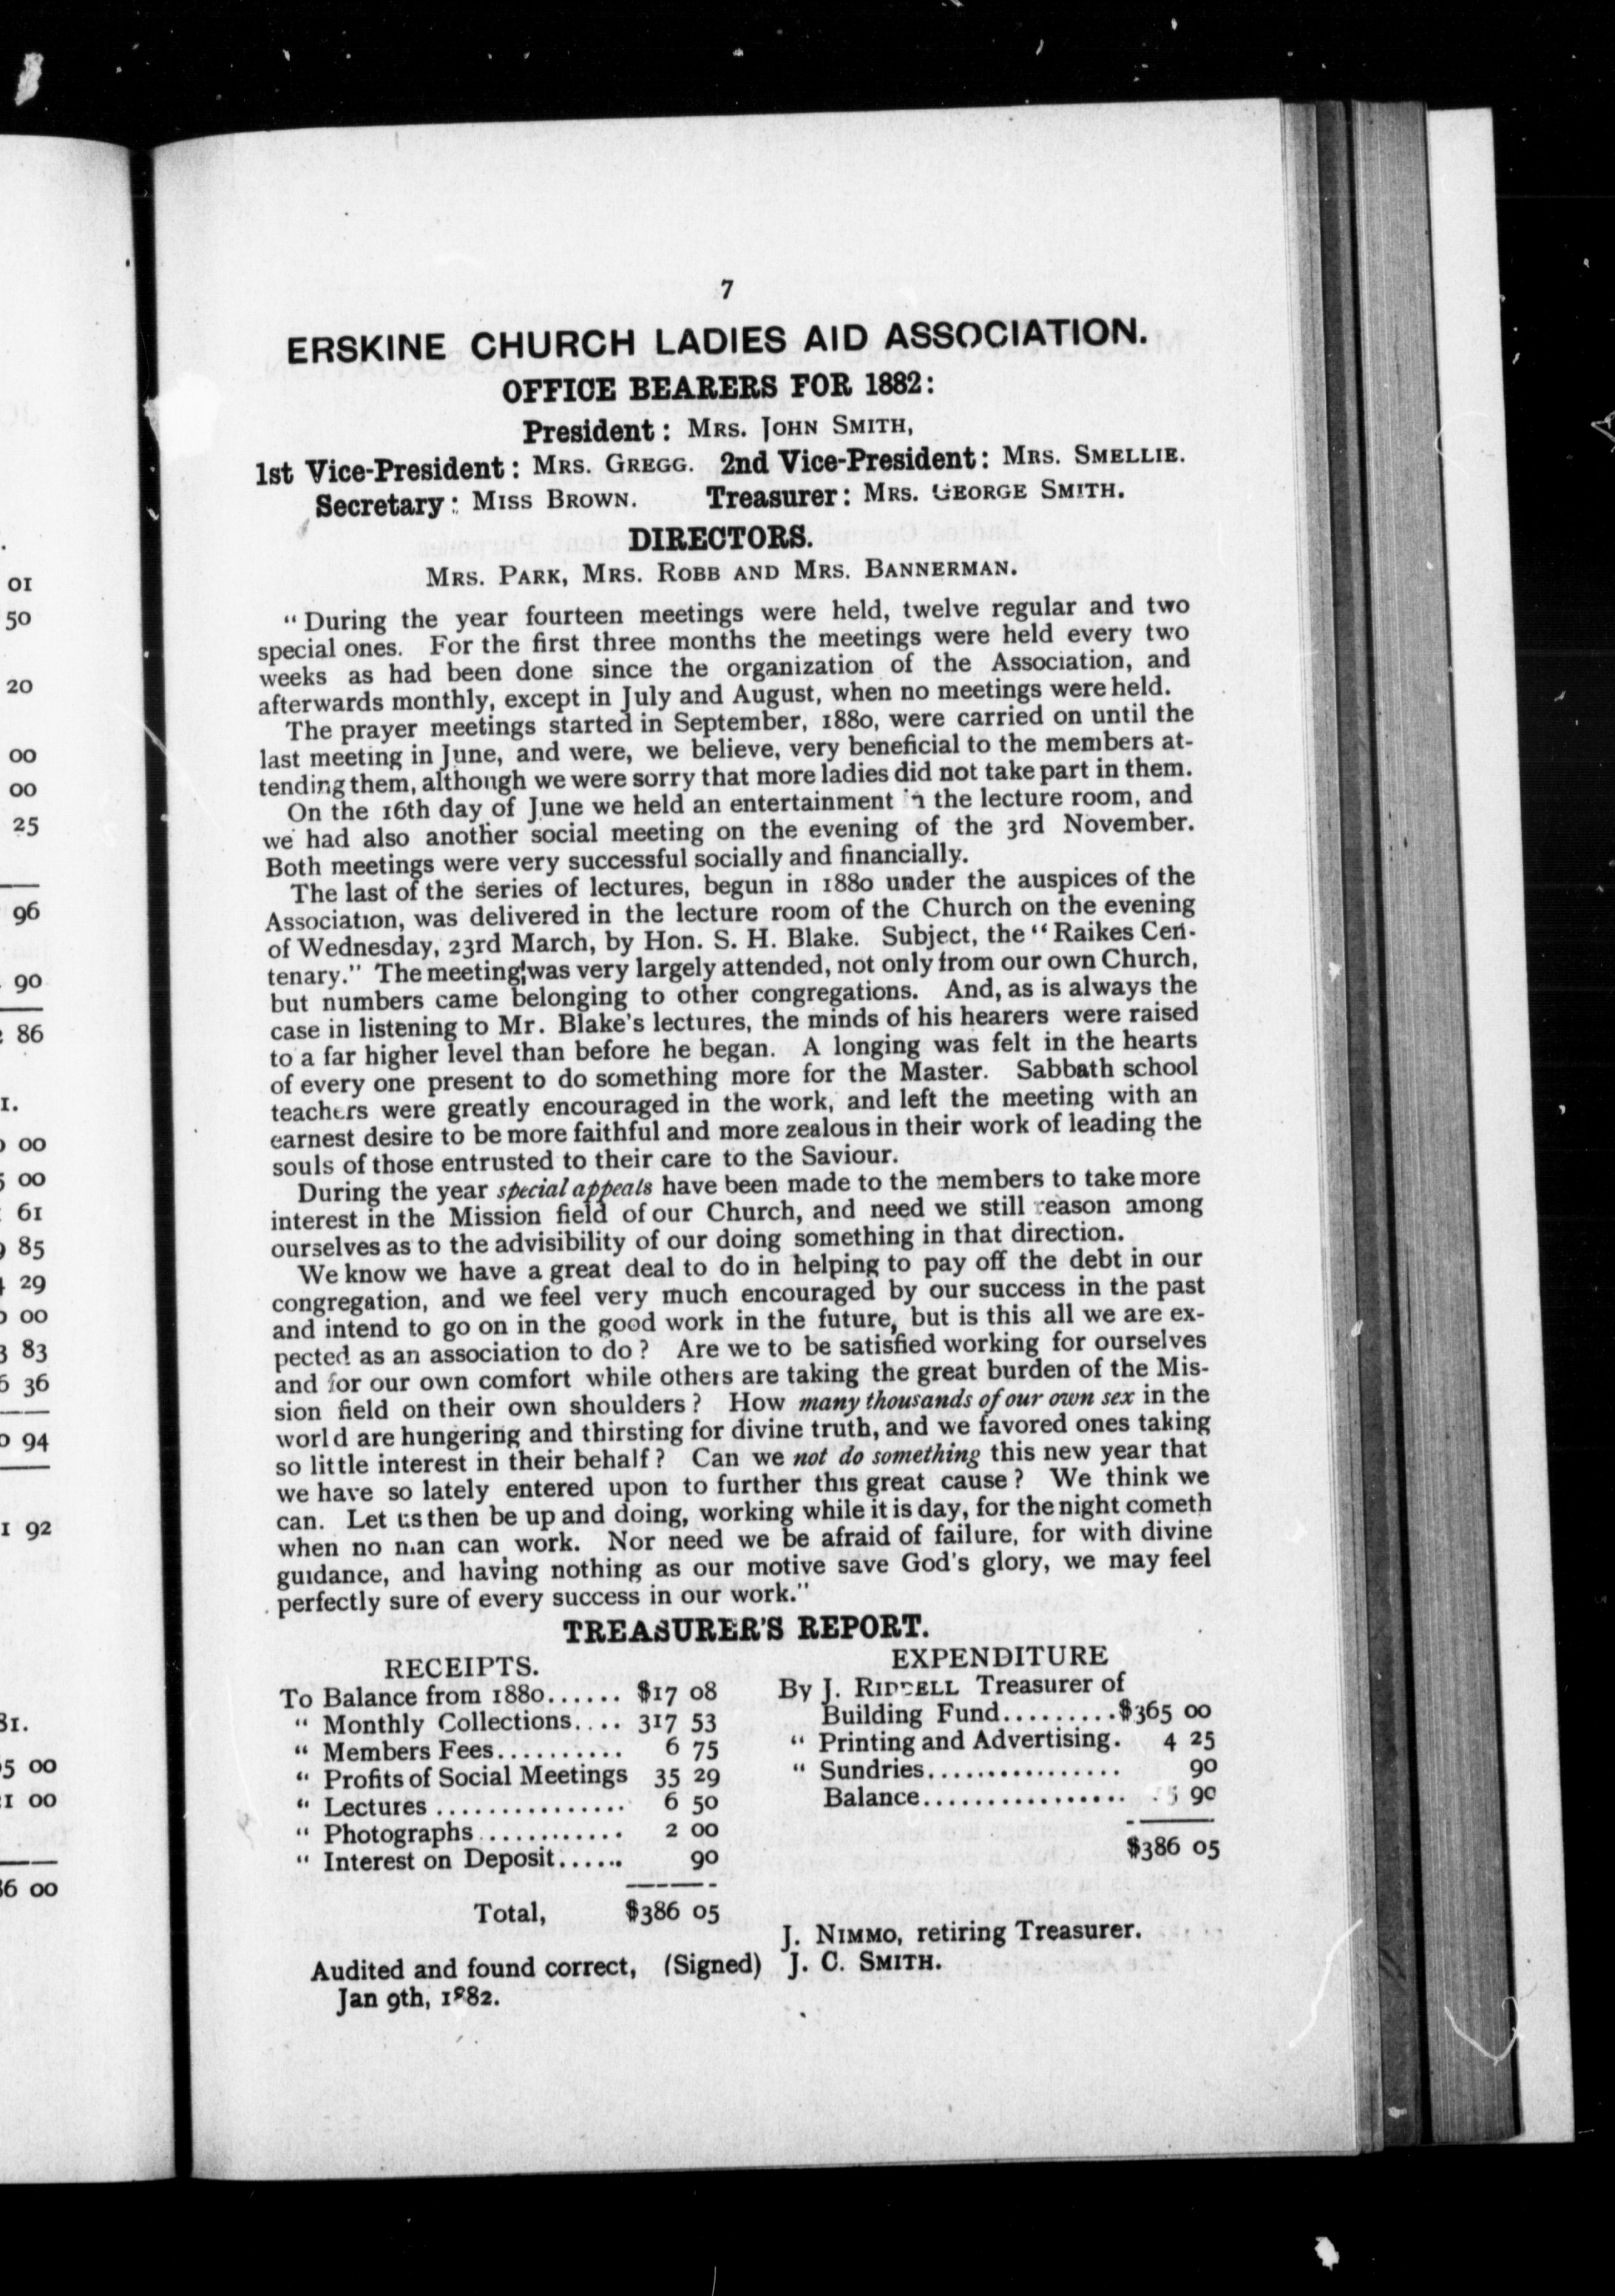 7
ERSKINE CHURCH LADIES AID ASSOCIATION.
OFFICE BEARERS FOR 1882:
President: MRS. JOHN SMITH,
1st Vice-President: MRS. GREGG. 2nd Vice-President: MRS. SMELLIE.
Secretary: MISS BROWN. Treasurer: MRS. GEORGE SMITH.
DIRECTORS.
MRS. PARK, MRS. ROBB AND MRS. BANNERMAN.
"During the year fourteen meetings were held, twelve regular and two
special ones. For the first three months the meetings were held every two
weeks as had been done since the organization of the Association, and
afterwards monthly, except in July and August, when no meetings were held.
The prayer meetings started in September, 1880, were carried on until the
last meeting in June, and were, we believe, very beneficial to the members at-
tending them, although we were sorry that more ladies did not take part in them.
On the 16th day of June we held an entertainment in the lecture room, and
we had also another social meeting on the evening of the 3rd November.
Both meetings were very successful socially and financially.
The last of the series of lectures, begun in 1880 under the auspices of the
Association, was delivered in the lecture room of the Church on the evening
of Wednesday, 23rd March, by Hon. S. H. Blake. Subject, the "Raikes Cen-
tenary." The meeting was very largely attended, not only from our own Church,
but numbers came belonging to other congregations. And, as is always the
case in listening to Mr. Blake's lectures, the minds of his hearers were raised
to a far higher level than before he began. A longing was felt in the hearts
of every one present to do something more for the Master. Sabbath school
teachers were greatly encouraged in the work, and left the meeting with an
earnest desire to be more faithful and more zealous in their work of leading the
souls of those entrusted to their care to the Saviour.
During the year special appeals have been made to the members to take more
interest in the Mission field of our Church, and need we still reason among
ourselves as to the advisibility of our doing something in that direction.
We know we have a great deal to do in helping to pay off the debt in our
congregation, and we feel very much encouraged by our success in the past
and intend to go on in the good work in the future, but is this all we are ex-
pected as an association to do? Are we to be satisfied working for ourselves
and for our own comfort while others are taking the great burden of the Mis-
sion field on their own shoulders? How many thousands of our own sex in the
world are hungering and thirsting for divine truth, and we favored ones taking
so little interest in their behalf? Can we not do something this new year that
we have so lately entered upon to further this great cause? We think we
can. Let us then be up and doing, working while it is day, for the night cometh
when no man can work. Nor need we be afraid of failure, for with divine
guidance, and having nothing as our motive save God's glory, we may feel
perfectly sure of every success in our work."
TREASURER'S REPORT.
RECEIPTS.
To Balance from 1880...... $17 08
" Monthly Collections.... 317 53
" Members Fees.......... 6 75
" Profits of Social Meetings 35 29
" Lectures ............... 6 50
" Photographs............ 2 00
" Interest on Deposit...... 90
Total, $386 05
EXPENDITURE
By J. RIDDELL Treasurer of
Building Fund.........$365 00
" Printing and Advertising. 4 25
" Sundries................ 90
Balance................ 90
$386 05
J. NIMMO, retiring Treasurer.
Audited and found correct, (Signed) J. C. SMITH.
Jan 9th, 1882.
01
50
20
00
00
25
96
90
86
1.
00
00
61
85
29
00
83
36
94
92
81.
00
00
00